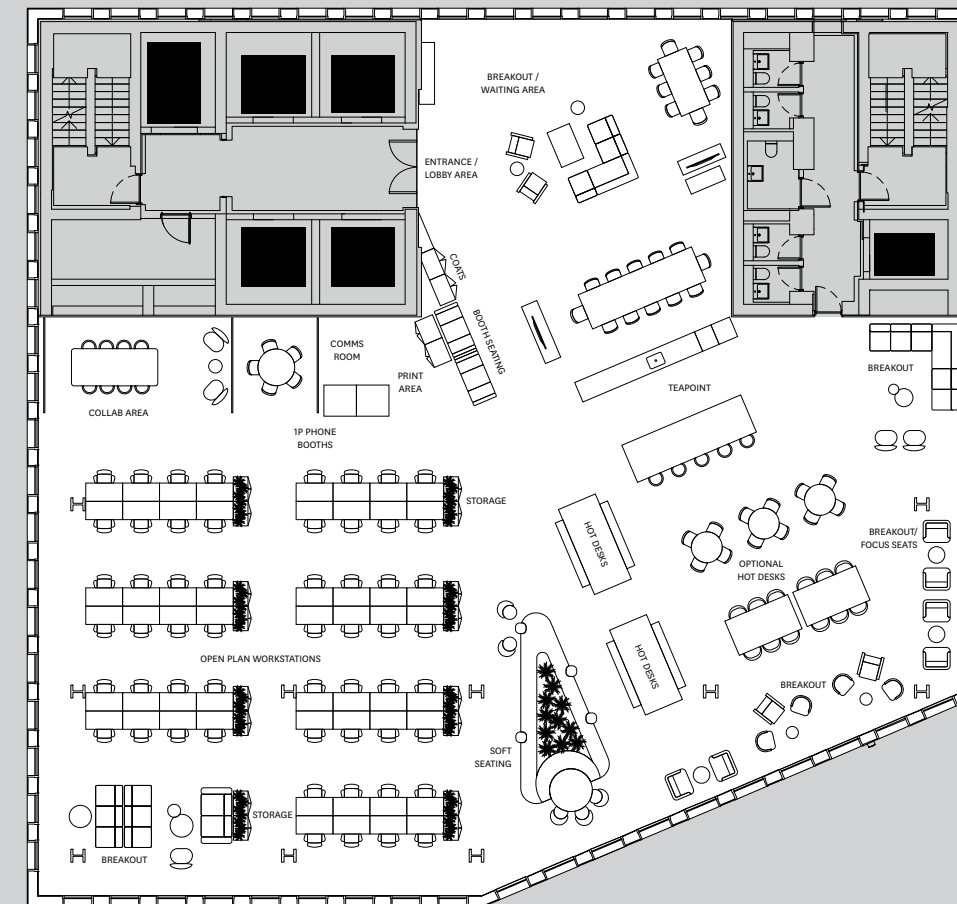 BREAKOUT /
WAITING AREA
ENTRANCE /
LOBBY AREA
COATS
BOOTH SEATING
COMMS
ROOM
PRINT
AREA
COLLAB AREA
1P PHONE
BOOTHS
TEAPOINT
BREAKOUT
STORAGE
HOT DESKS
BREAKOUT/
FOCUS SEATS
OPTIONAL
HOT DESKS
OPEN PLAN WORKSTATIONS
HOT DESKS
BREAKOUT
SOFT
SEATING
STORAGE
BREAKOUT